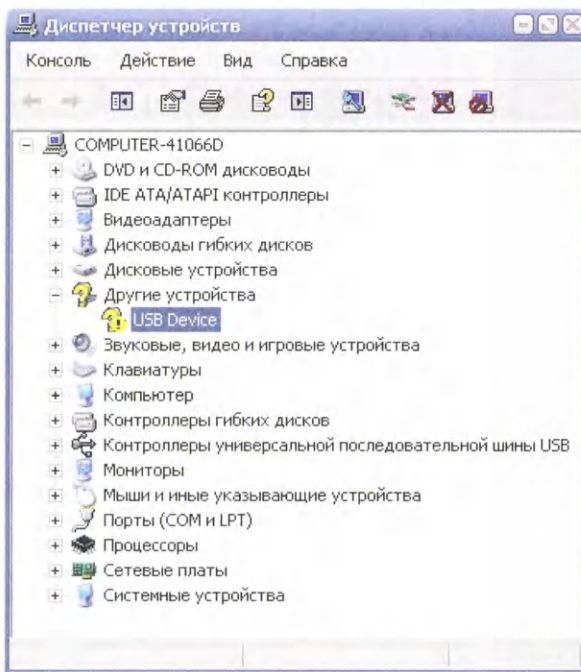 Диспетчер устройств
Консоль Действие Вид Справка
COMPUTER-41066D
DVD и CD-ROM дисководы
IDE ATA/ATAPI контроллеры
Видеоадаптеры
Дисководы гибких дисков
Дисковые устройства
Другие устройства
USB Device
Звуковые, видео и игровые устройства
Клавиатуры
Компьютер
Контроллеры гибких дисков
Контроллеры универсальной последовательной шины USB
Мониторы
Мыши и иные указывающие устройства
Порты (COM и LPT)
Процессоры
Сетевые платы
Системные устройства